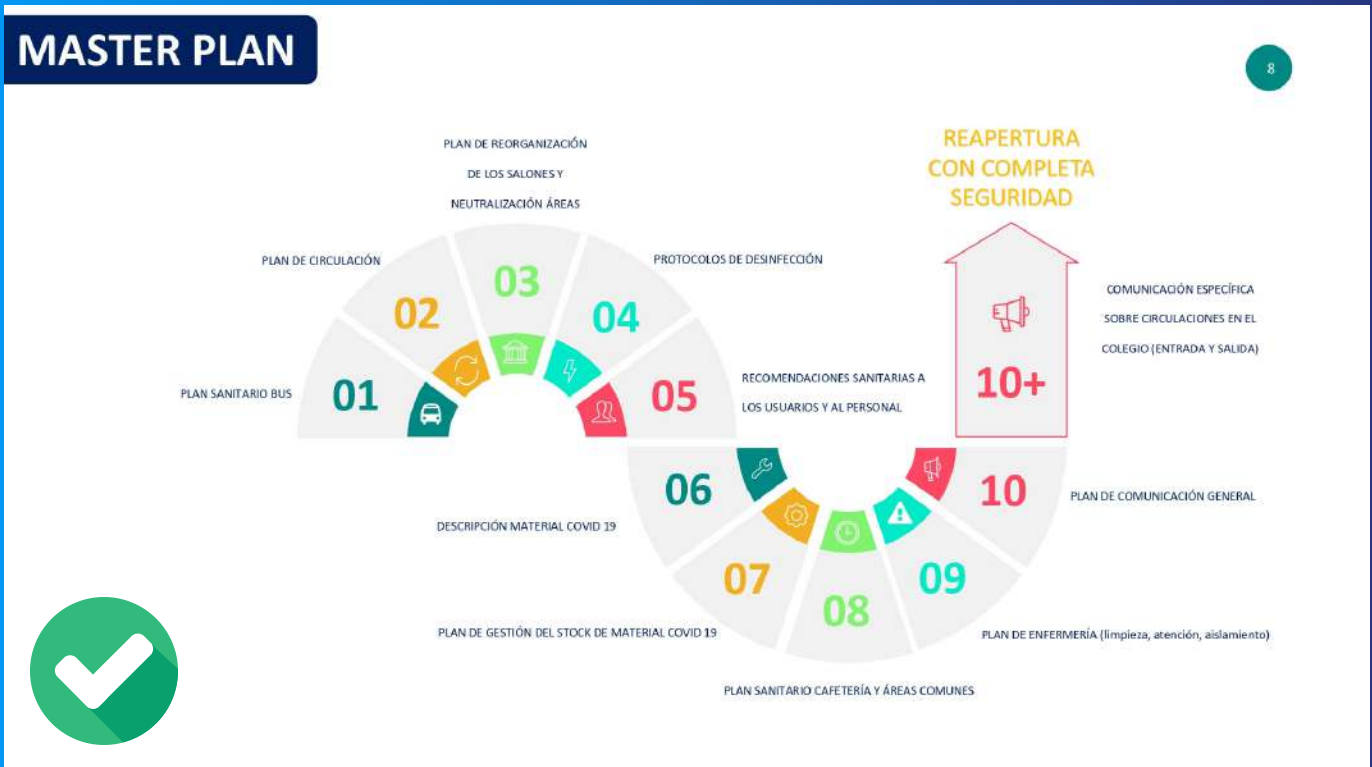 MASTER PLAN
8
PLAN DE REORGANIZACIÓN
DE LOS SALONES Y
NEUTRALIZACIÓN ÁREAS
REAPERTURA
CON COMPLETA
SEGURIDAD
PLAN DE CIRCULACIÓN
PROTOCOLOS DE DESINFECCIÓN
03
02
04
COMUNICACIÓN ESPECÍFICA
SOBRE CIRCULACIONES EN EL
COLEGIO (ENTRADA Y SALIDA)
PLAN SANITARIO BUS
01
05
RECOMENDACIONES SANITARIAS A
LOS USUARIOS Y AL PERSONAL
10+
06
10
PLAN DE COMUNICACIÓN GENERAL
DESCRIPCIÓN MATERIAL COVID 19
07
08
09
PLAN DE GESTIÓN DEL STOCK DE MATERIAL COVID 19
PLAN DE ENFERMERÍA (limpieza, atención, aislamiento)
PLAN SANITARIO CAFETERÍA Y ÁREAS COMUNES